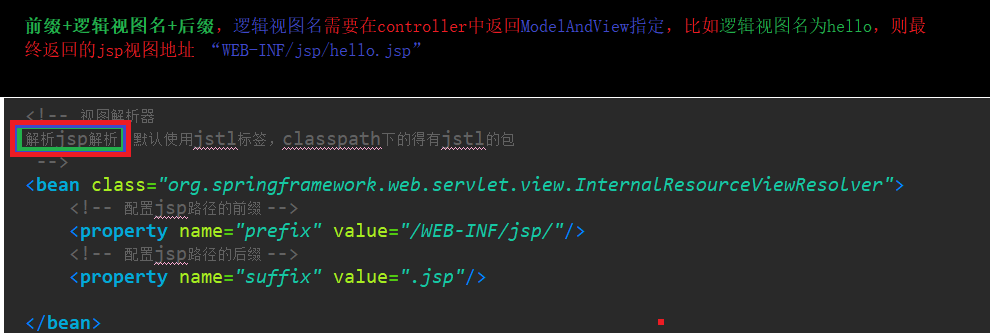 前缀+逻辑视图名+后缀，逻辑视图名需要在controller中返回ModelAndView指定，比如逻辑视图名为hello，则最
终返回的jsp视图地址 “WEB-INF/jsp/hello.jsp”
<!-- 视图解析器
解析jsp解析，默认使用jstl标签，classpath下的得有jstl的包
-->
<bean class="org.springframework.web.servlet.view.InternalResourceViewResolver">
<!-- 配置jsp路径的前缀 -->
<property name="prefix" value="/WEB-INF/jsp/"/>
<!-- 配置jsp路径的后缀 -->
<property name="suffix" value=".jsp"/>
</bean>